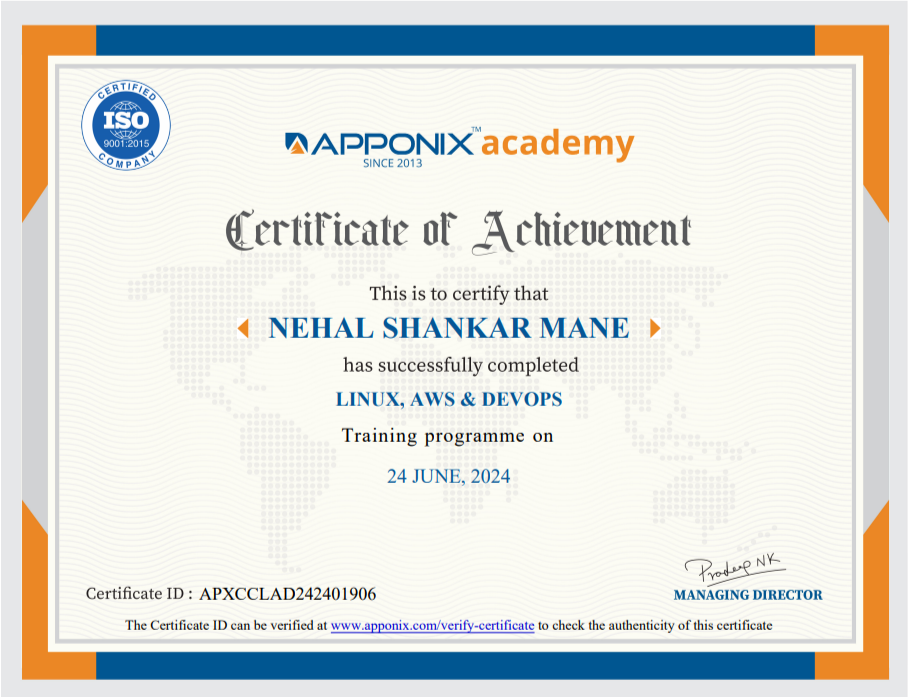 CERTIFIED
ISO
9001:2015
COMPANY
APPONIX™ academy
SINCE 2013
Certificate of Achievement
This is to certify that
NEHAL SHANKAR MANE
has successfully completed
LINUX, AWS & DEVOPS
Training programme on
24 JUNE, 2024
Pradeep NK
Certificate ID : APXCCLAD242401906
MANAGING DIRECTOR
The Certificate ID can be verified at www.apponix.com/verify-certificate to check the authenticity of this certificate